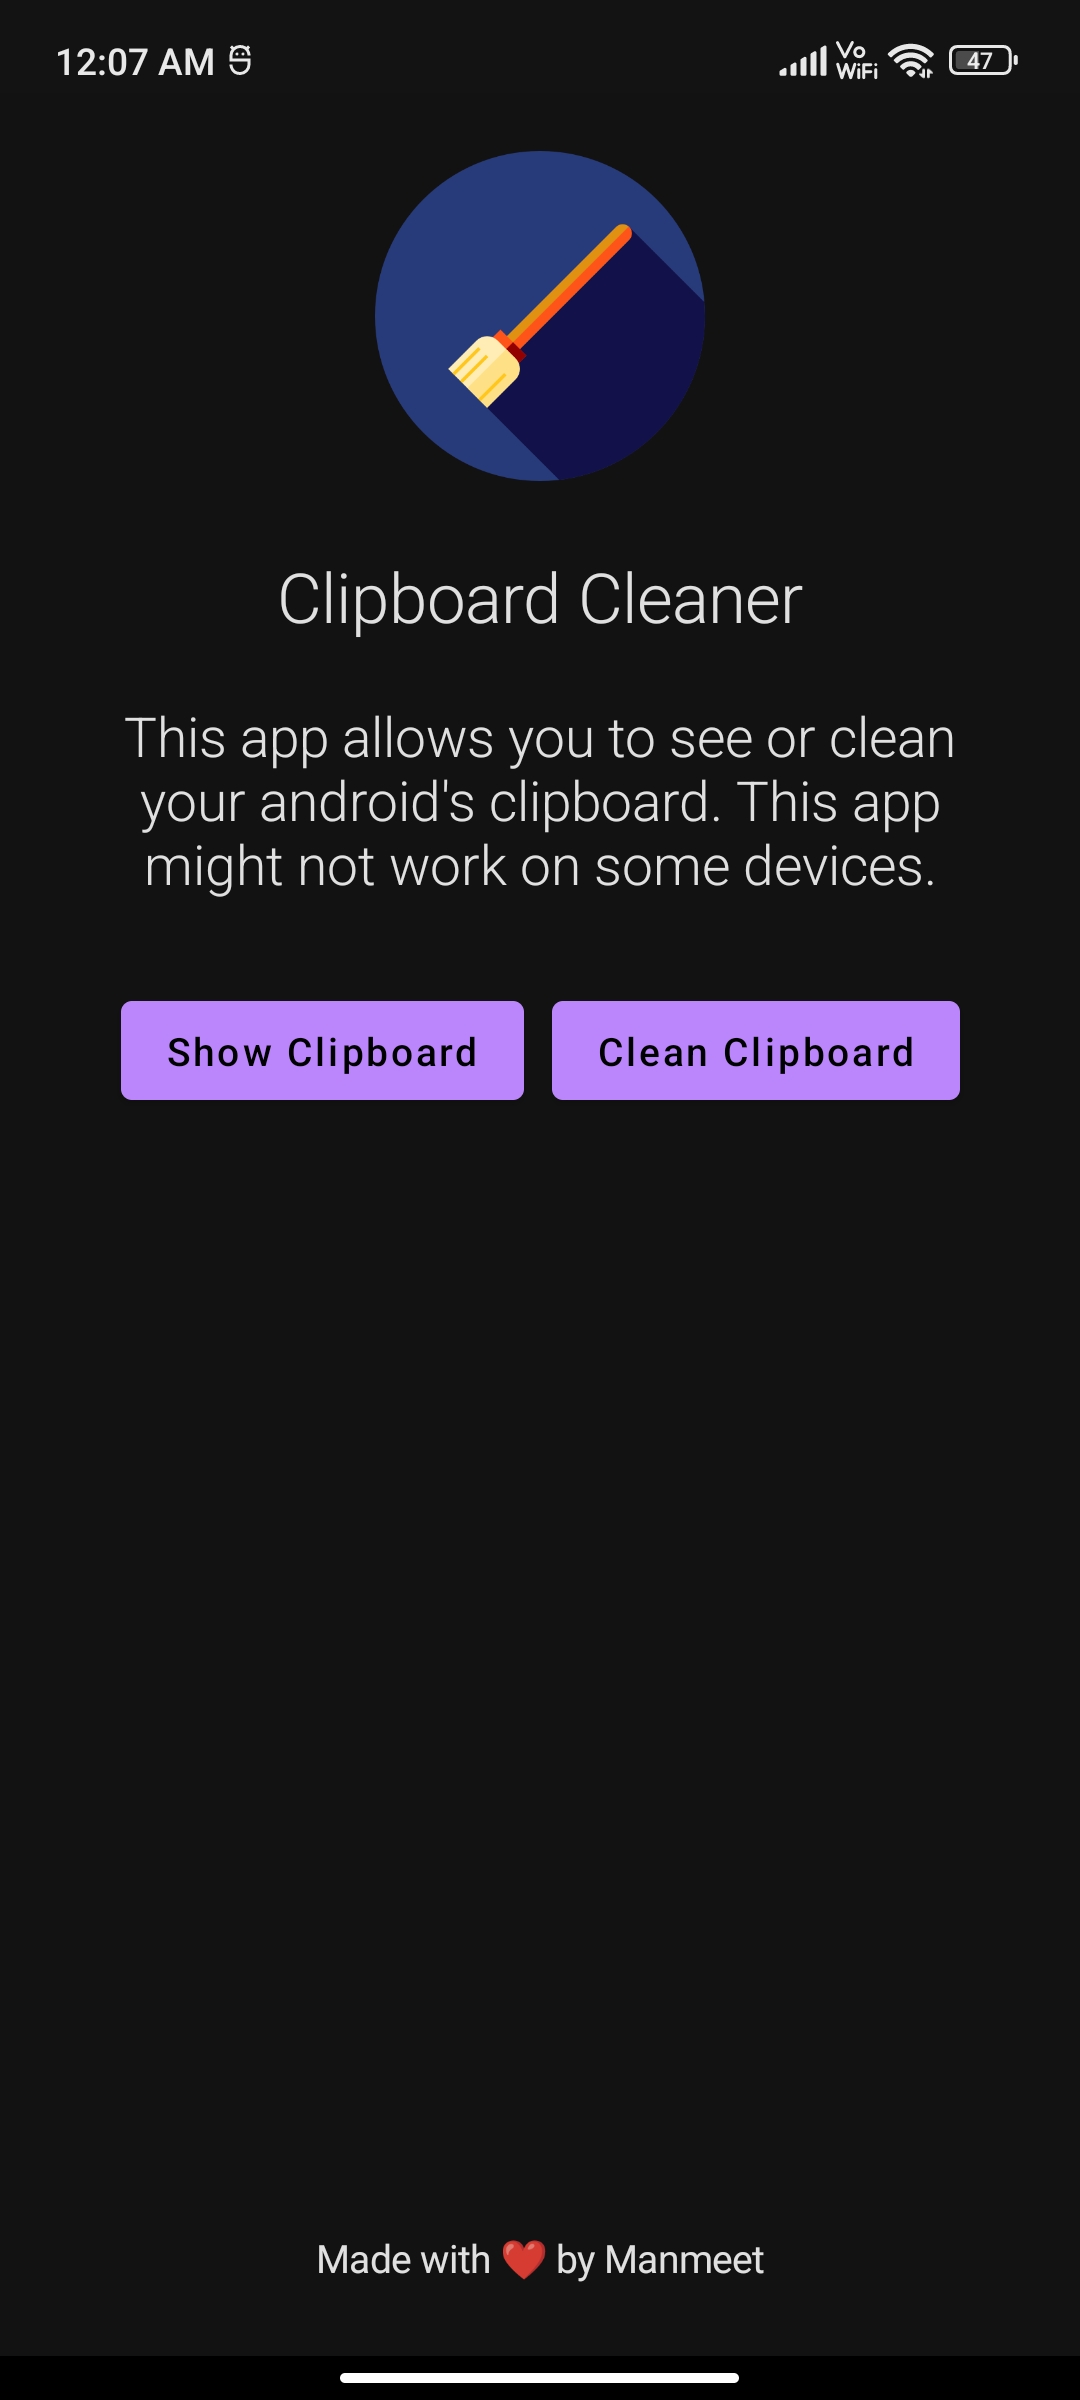 12:07 AM
Vo
WiFi
47
Clipboard Cleaner
This app allows you to see or clean
your android's clipboard. This app
might not work on some devices.
Show Clipboard
Clean Clipboard
Made with ❤️ by Manmeet